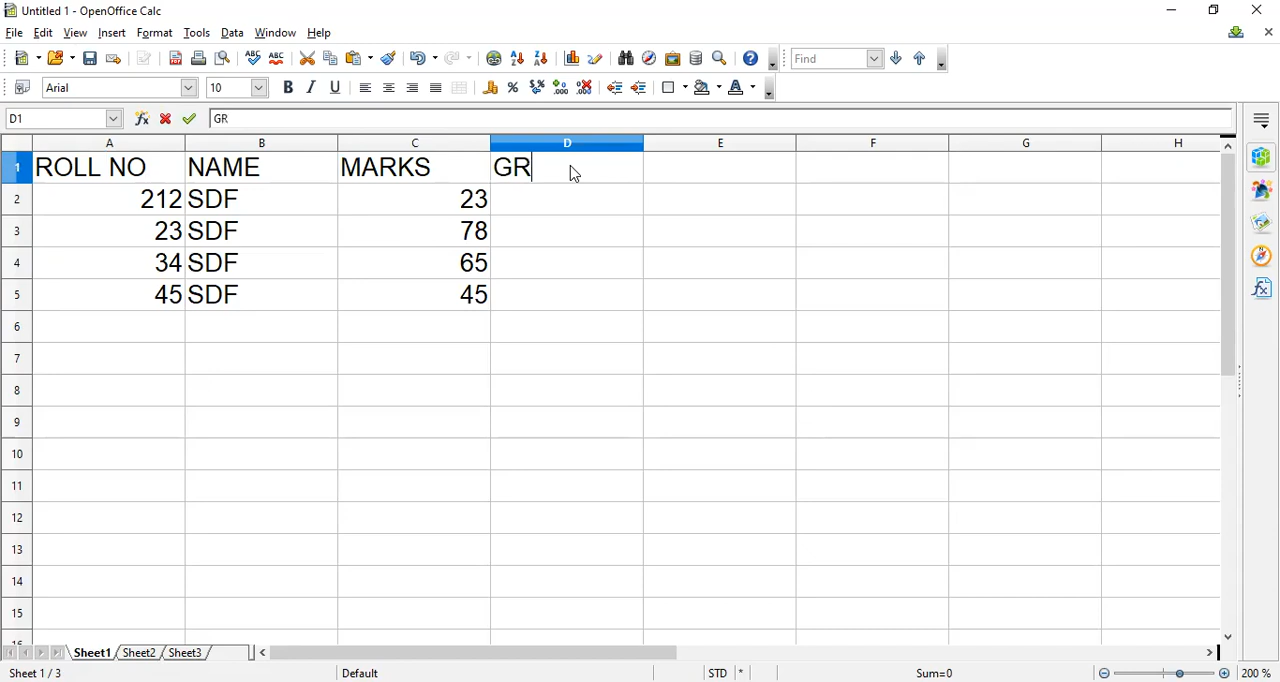 Untitled 1 - OpenOffice Calc
File Edit View Insert Format Tools Data Window Help
Find
Arial 10 B I U
D1 GR
A B C D E F G H
1 ROLL NO NAME MARKS GR
2 212 SDF 23
3 23 SDF 78
4 34 SDF 65
5 45 SDF 45
6
7
8
9
10
11
12
13
14
15
Sheet1 Sheet2 Sheet3
Sheet 1 / 3 Default STD * Sum=0 200 %